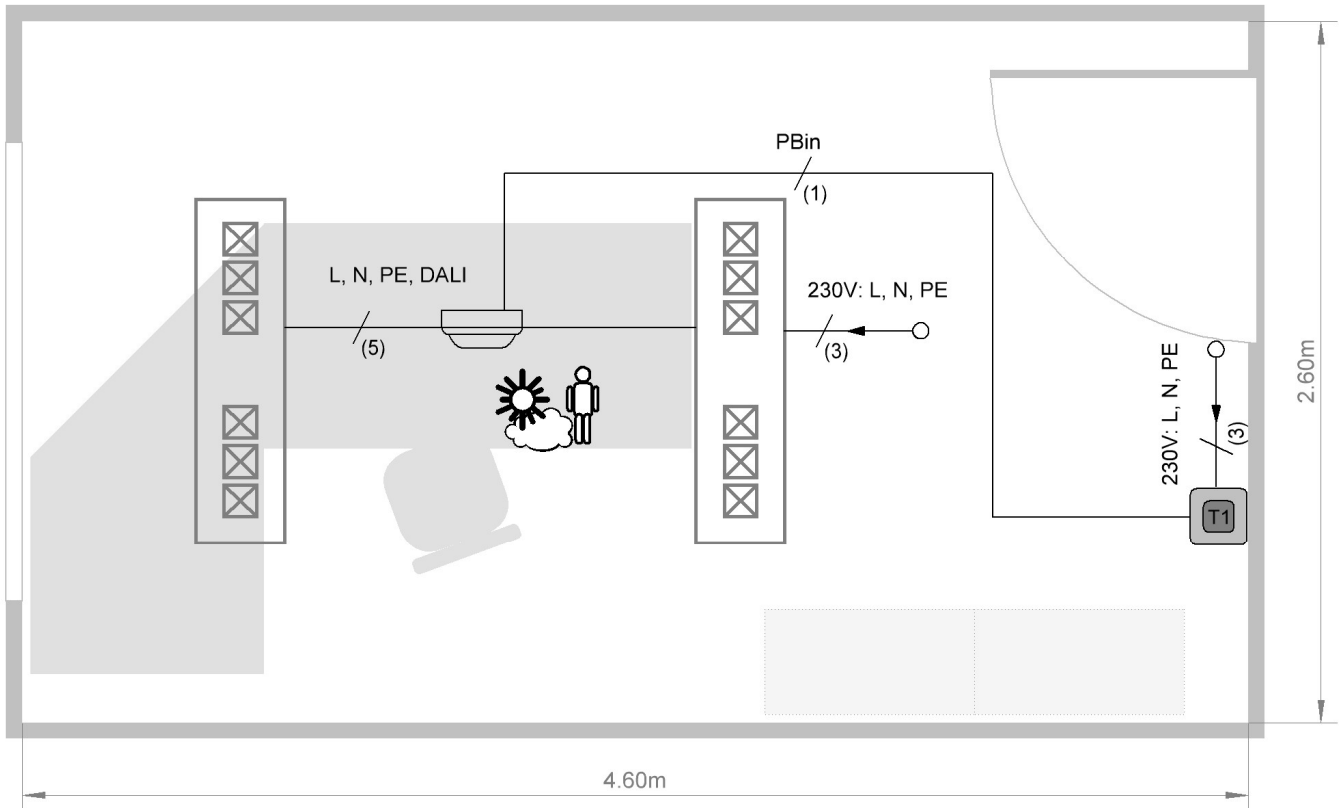 PBin
(1)
L, N, PE, DALI
(5)
230V: L, N, PE
(3)
230V: L, N, PE
(3)
T1
2.60m
4.60m